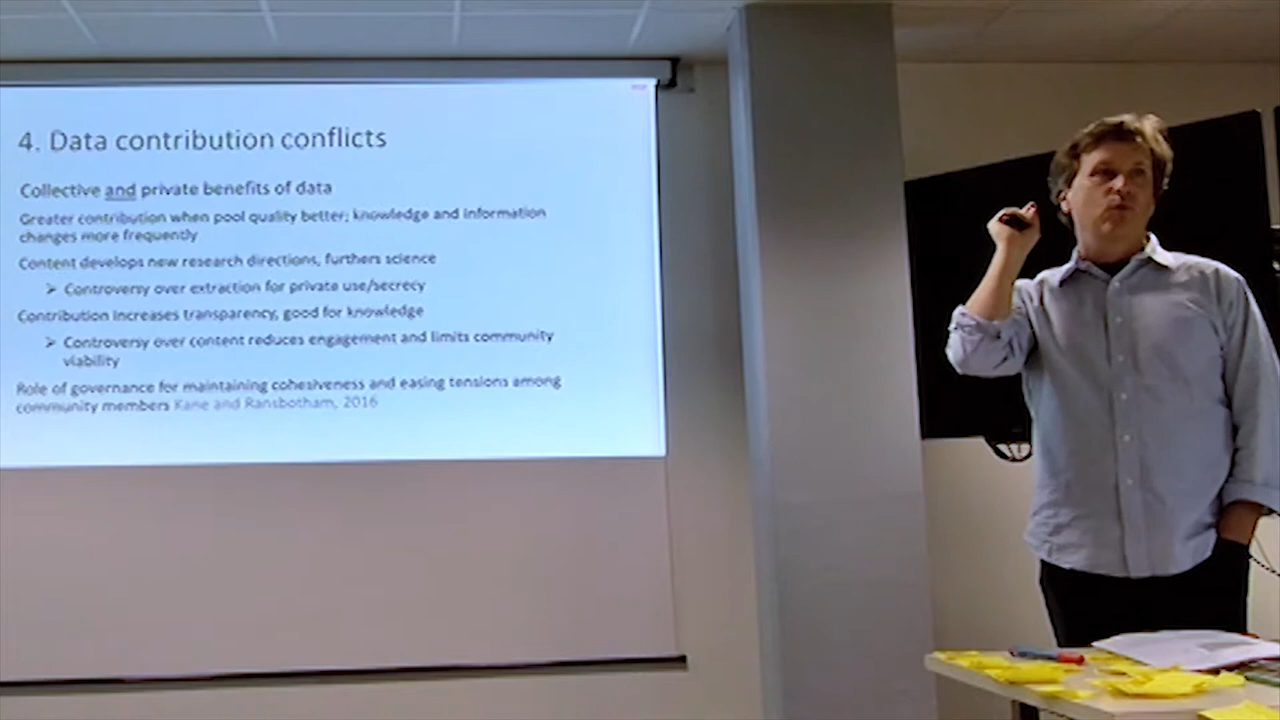 4. Data contribution conflicts
Collective and private benefits of data
Greater contribution when pool quality better; knowledge and information
changes more frequently
Content develops new research directions, furthers science
➤ Controversy over extraction for private use/secrecy
Contribution increases transparency, good for knowledge
➤ Controversy over content reduces engagement and limits community
viability
Role of governance for maintaining cohesiveness and easing tensions among
community members Kane and Ransbotham, 2016